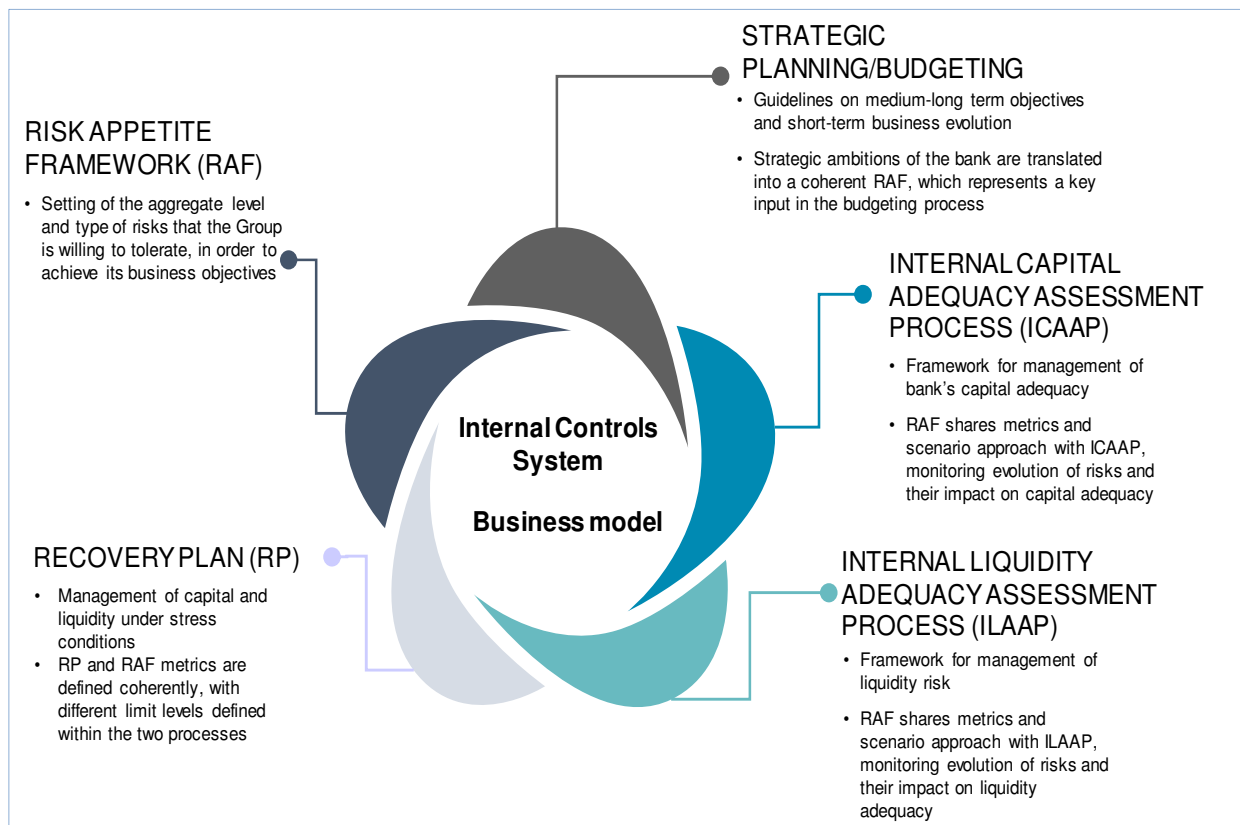 STRATEGIC
PLANNING/BUDGETING
• Guidelines on medium-long term objectives
and short-term business evolution
• Strategic ambitions of the bank are translated
into a coherent RAF, which represents a key
input in the budgeting process
RISK APPETITE
FRAMEWORK (RAF)
• Setting of the aggregate level
and type of risks that the Group
is willing to tolerate, in order to
achieve its business objectives
INTERNAL CAPITAL
ADEQUACY ASSESSMENT
PROCESS (ICAAP)
• Framework for management of
bank's capital adequacy
• RAF shares metrics and
scenario approach with ICAAP,
monitoring evolution of risks and
their impact on capital adequacy
Internal Controls
System
Business model
RECOVERY PLAN (RP)
• Management of capital and
liquidity under stress
conditions
• RP and RAF metrics are
defined coherently, with
different limit levels defined
within the two processes
INTERNAL LIQUIDITY
ADEQUACY ASSESSMENT
PROCESS (ILAAP)
• Framework for management of
liquidity risk
• RAF shares metrics and
scenario approach with ILAAP,
monitoring evolution of risks and
their impact on liquidity
adequacy